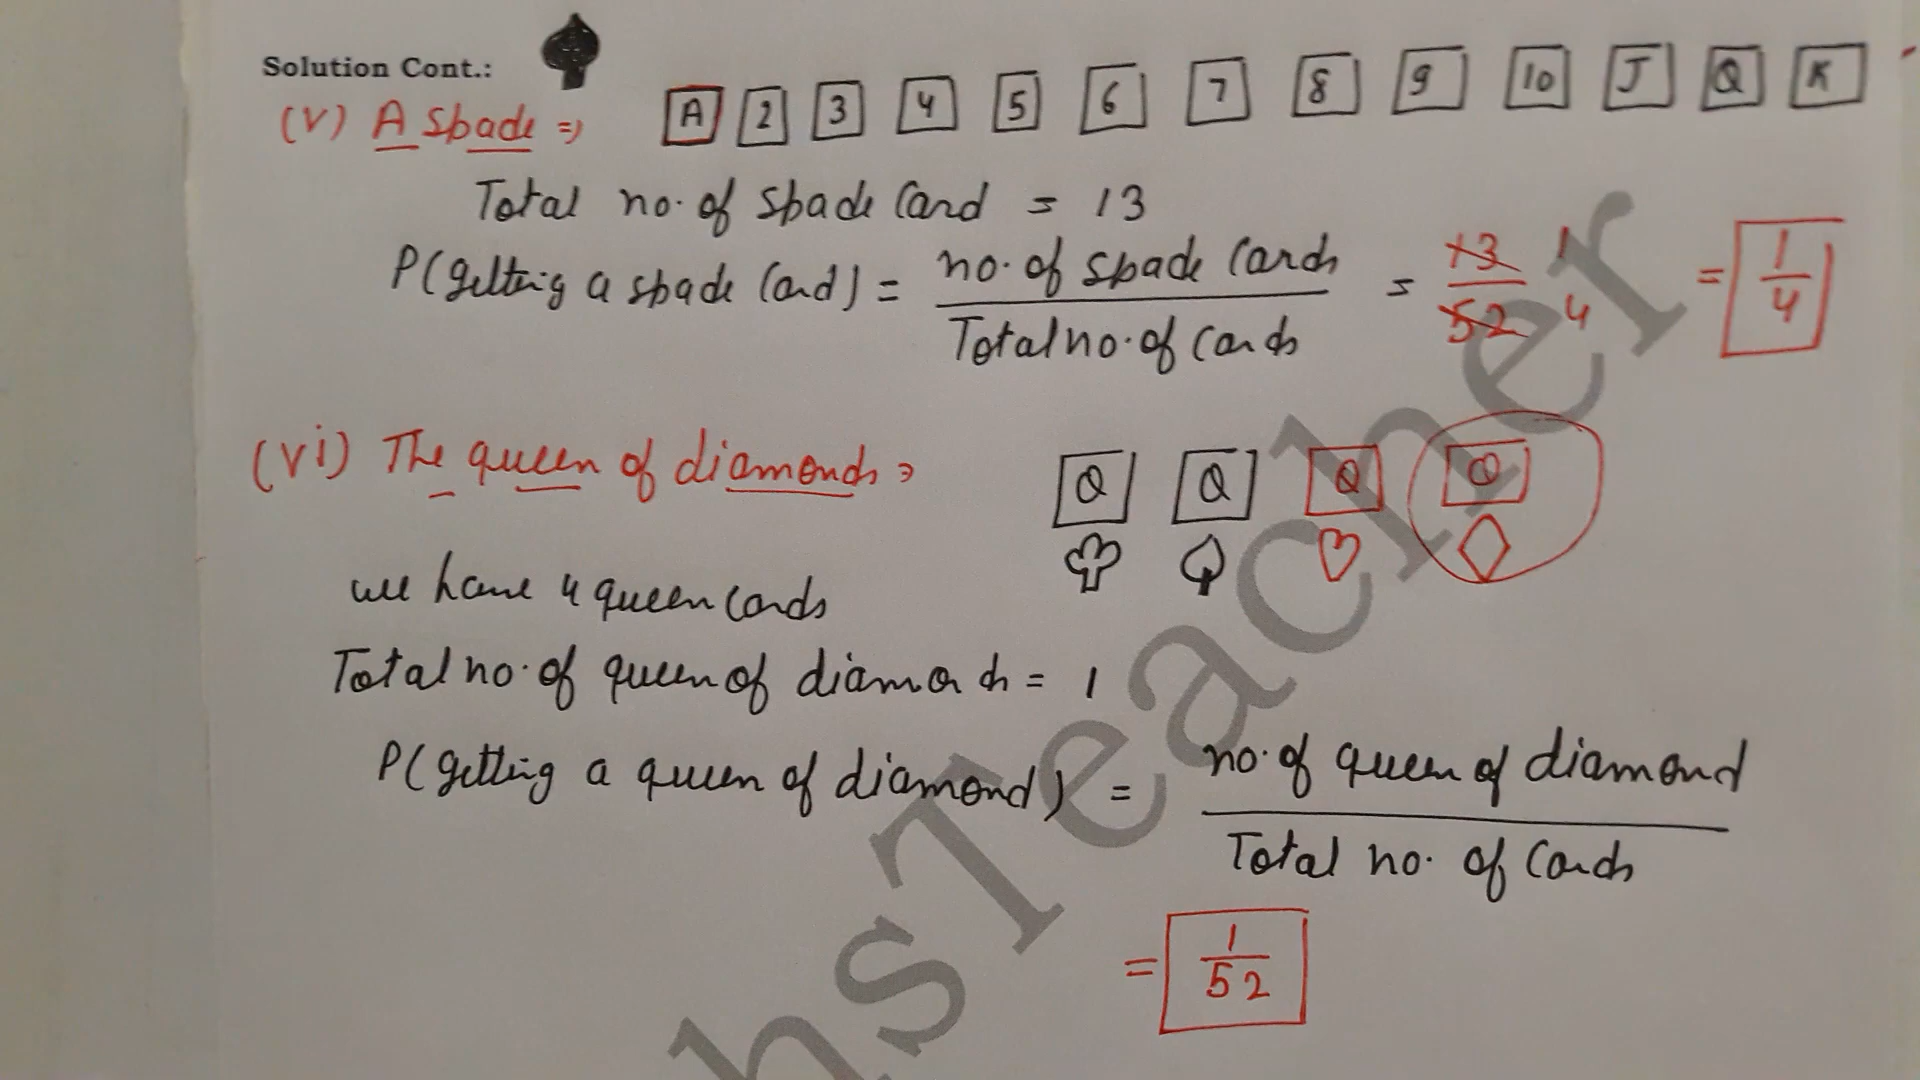 Solution Cont.:
(v) A spade => A 2 3 4 5 6 7 8 9 10 J Q K
Total no. of spade Card = 13
P(getting a spade Card) = no. of spade Cards / Total no. of Cards = 13/52 1/4 = 1/4
(vi) The queen of diamonds = Q Q Q Q
we have 4 queen cards
Total no. of queen of diamonds = 1
P(getting a queen of diamond) = no. of queen of diamond / Total no. of Cards
= 1/52
hsTeacher